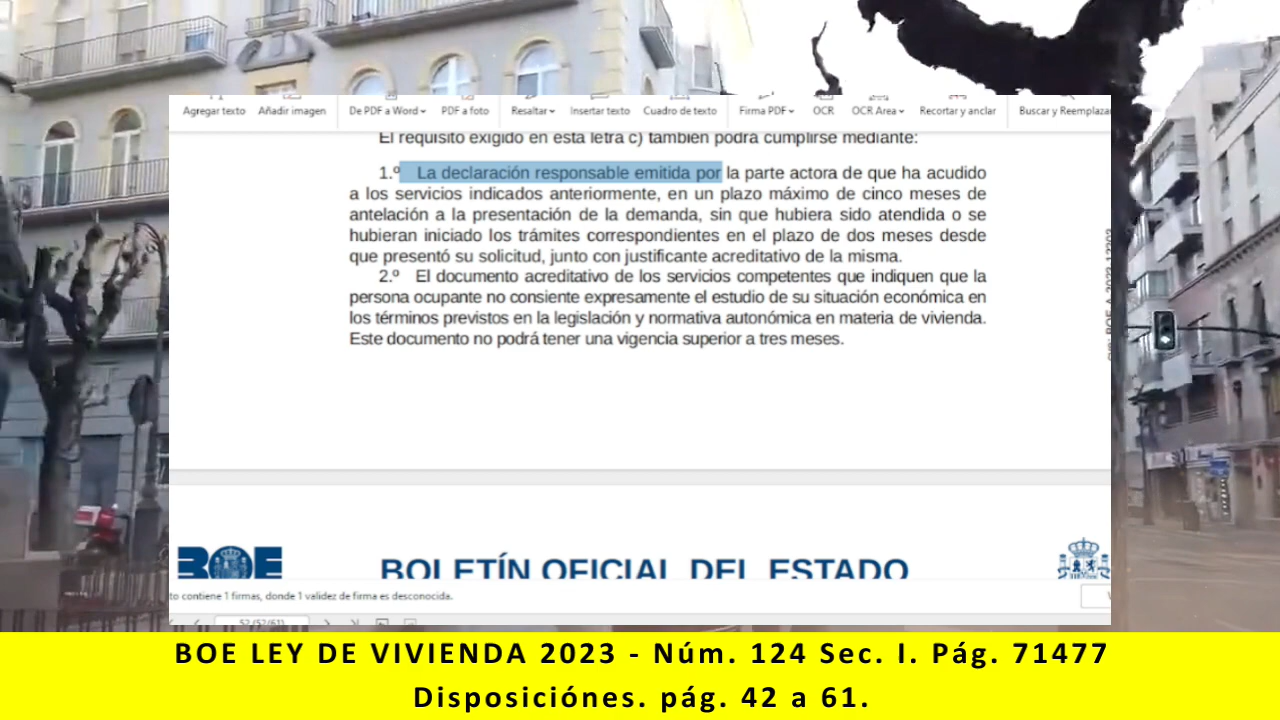 Agregar texto Añadir imagen De PDF a Word PDF a foto Resaltar Insertar texto Cuadro de texto Firma PDF OCR OCR Area Recortar y anclar Buscar y Reemplaza
El requisito exigido en esta letra c) también podrá cumplirse mediante:
1.º La declaración responsable emitida por la parte actora de que ha acudido
a los servicios indicados anteriormente, en un plazo máximo de cinco meses de
antelación a la presentación de la demanda, sin que hubiera sido atendida o se
hubieran iniciado los trámites correspondientes en el plazo de dos meses desde
que presentó su solicitud, junto con justificante acreditativo de la misma.
2.º El documento acreditativo de los servicios competentes que indiquen que la
persona ocupante no consiente expresamente el estudio de su situación económica en
los términos previstos en la legislación y normativa autonómica en materia de vivienda.
Este documento no podrá tener una vigencia superior a tres meses.
BOE BOLETÍN OFICIAL DEL ESTADO
to contiene 1 firmas, donde 1 validez de firma es desconocida.
52 (52/61)
BOE LEY DE VIVIENDA 2023 - Núm. 124 Sec. I. Pág. 71477
Disposiciónes. pág. 42 a 61.